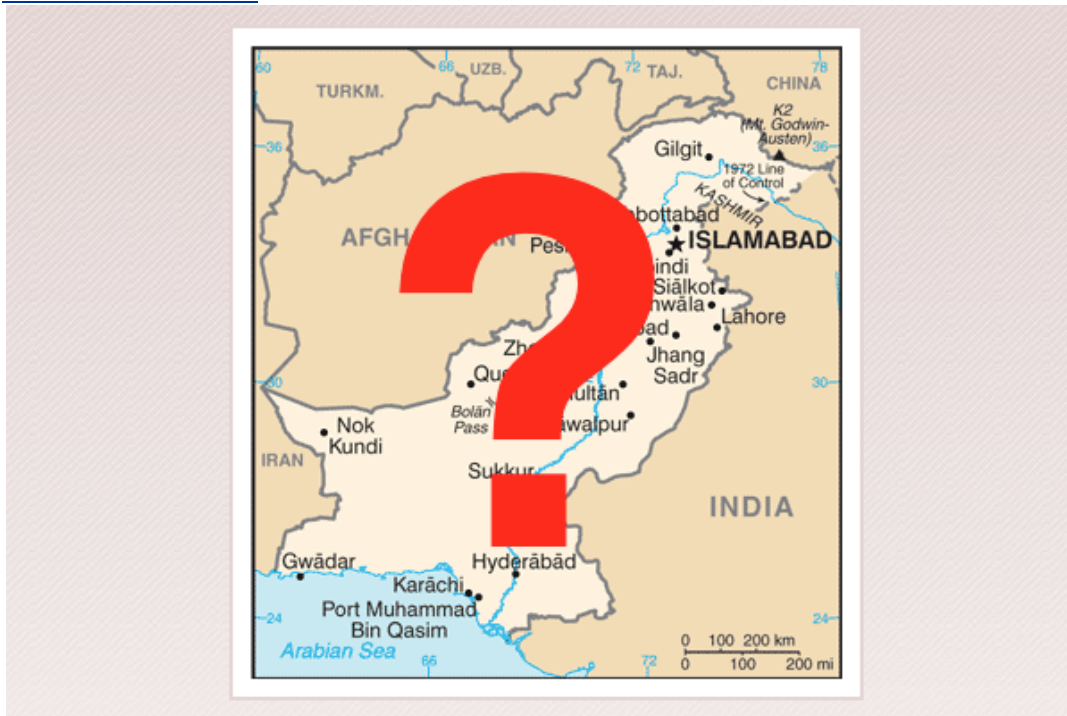 60
66
72
78
UZB.
TAJ.
TURKM.
CHINA
K2
(Mt. Godwin-
Austen)
36
36
Gilgit
1972 Line
of Control
KASHMIR
ISLAMABAD
Lahore
Siālkot
Jhang
Sadr
30
30
Bolān
Pass
Nok
Kundi
IRAN
Sukkur
INDIA
Gwādar
Hyderābād
Karāchi
Port Muhammad
Bin Qasim
24
24
Arabian Sea
66
72
0 100 200 km
0 100 200 mi
?